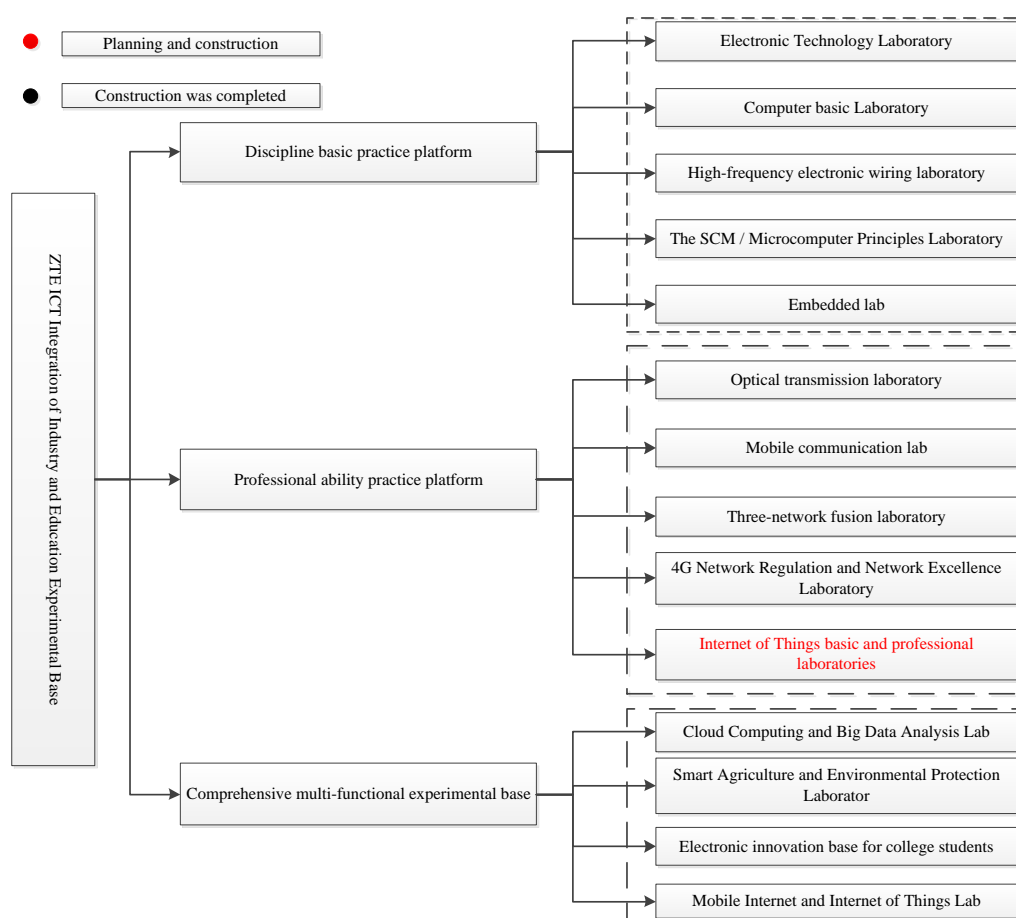 Planning and construction
Construction was completed
ZTE ICT Integration of Industry and Education Experimental Base
Discipline basic practice platform
Electronic Technology Laboratory
Computer basic Laboratory
High-frequency electronic wiring laboratory
The SCM / Microcomputer Principles Laboratory
Embedded lab
Professional ability practice platform
Optical transmission laboratory
Mobile communication lab
Three-network fusion laboratory
4G Network Regulation and Network Excellence
Laboratory
Internet of Things basic and professional
laboratories
Comprehensive multi-functional experimental base
Cloud Computing and Big Data Analysis Lab
Smart Agriculture and Environmental Protection
Laborator
Electronic innovation base for college students
Mobile Internet and Internet of Things Lab